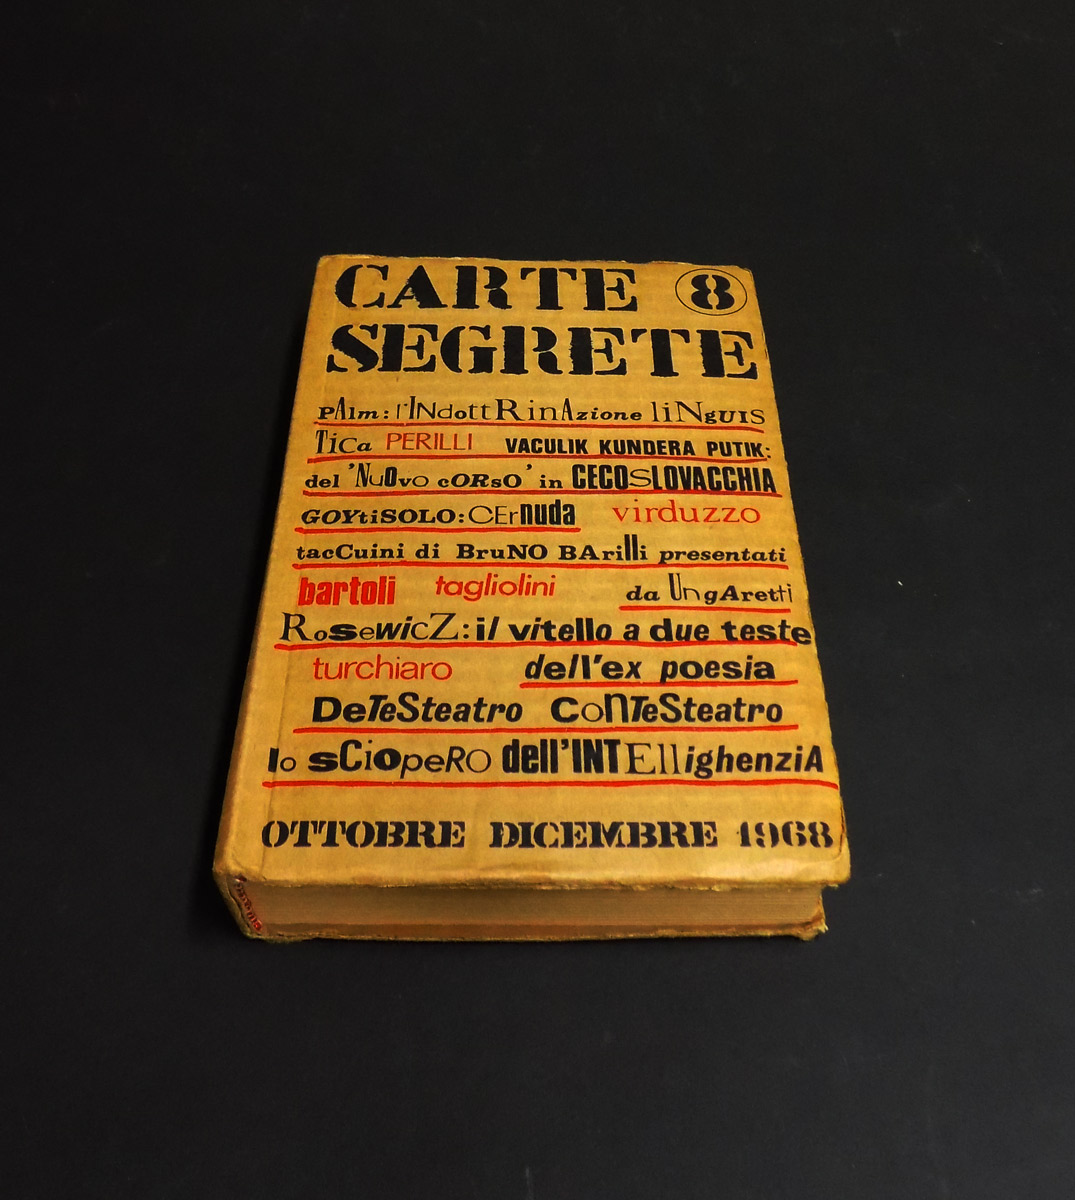 CARTE 8
SEGRETE
pAlm: l'INdottRinAzione liNgUIS
Tica PERILLI VACULIK KUNDERA PUTIK:
del 'NuOvo cORsO' in CECOSLOVACCHIA
GOYtiSOLO: CErnuda virduzzo
tacCuini di BruNO BArilli presentati
bartoli tagliolini da UngAretti
RosewicZ: il vitello a due teste
turchiaro dell'ex poesia
DeTeSteatro ConTeSteatro
lo sCiopeRO dell'INTEllighenziA
OTTOBRE DICEMBRE 1968